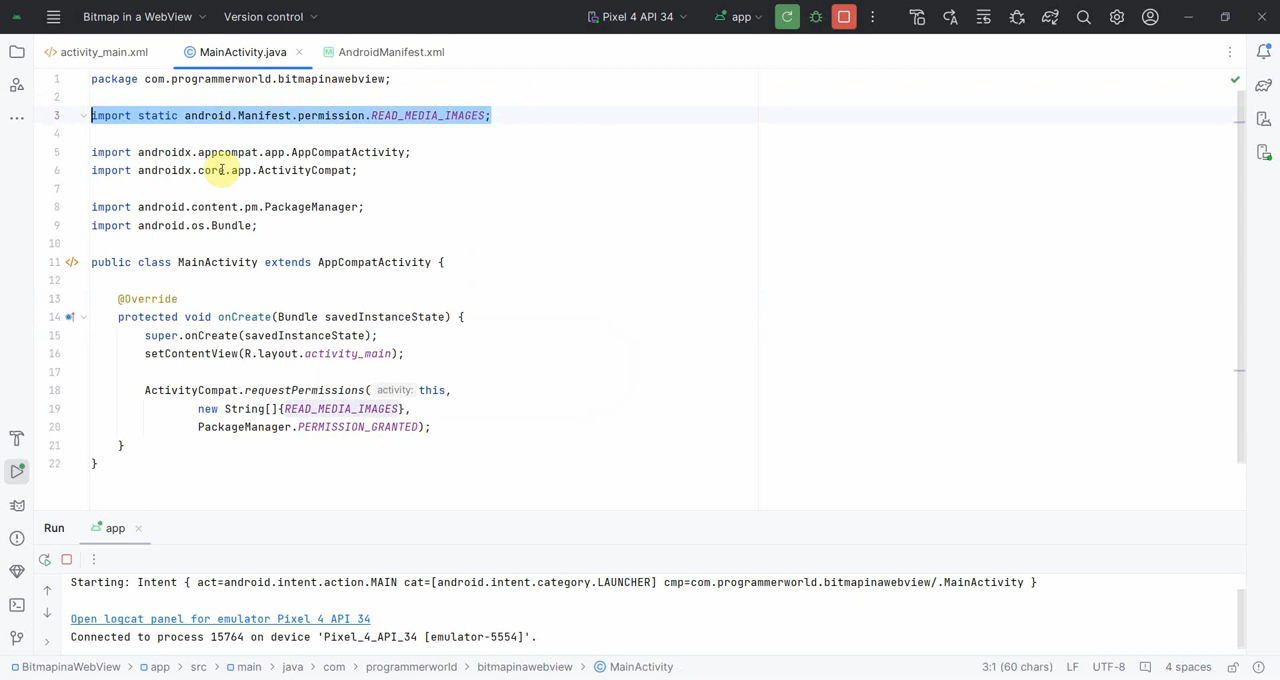 Bitmap in a WebView Version control Pixel 4 API 34 app
activity_main.xml MainActivity.java AndroidManifest.xml
1 package com.programmerworld.bitmapinawebview;
2
3 import static android.Manifest.permission.READ_MEDIA_IMAGES;
4
5 import androidx.appcompat.app.AppCompatActivity;
6 import androidx.core.app.ActivityCompat;
7
8 import android.content.pm.PackageManager;
9 import android.os.Bundle;
10
11 public class MainActivity extends AppCompatActivity {
12
13 @Override
14 protected void onCreate(Bundle savedInstanceState) {
15 super.onCreate(savedInstanceState);
16 setContentView(R.layout.activity_main);
17
18 ActivityCompat.requestPermissions( activity: this,
19 new String[]{READ_MEDIA_IMAGES},
20 PackageManager.PERMISSION_GRANTED);
21 }
22 }
Run app
Starting: Intent { act=android.intent.action.MAIN cat=[android.intent.category.LAUNCHER] cmp=com.programmerworld.bitmapinawebview/.MainActivity }
Open logcat panel for emulator Pixel 4 API 34
Connected to process 15764 on device 'Pixel_4_API_34 [emulator-5554]'.
BitmapinaWebView app src main java com programmerworld bitmapinawebview MainActivity 3:1 (60 chars) LF UTF-8 4 spaces